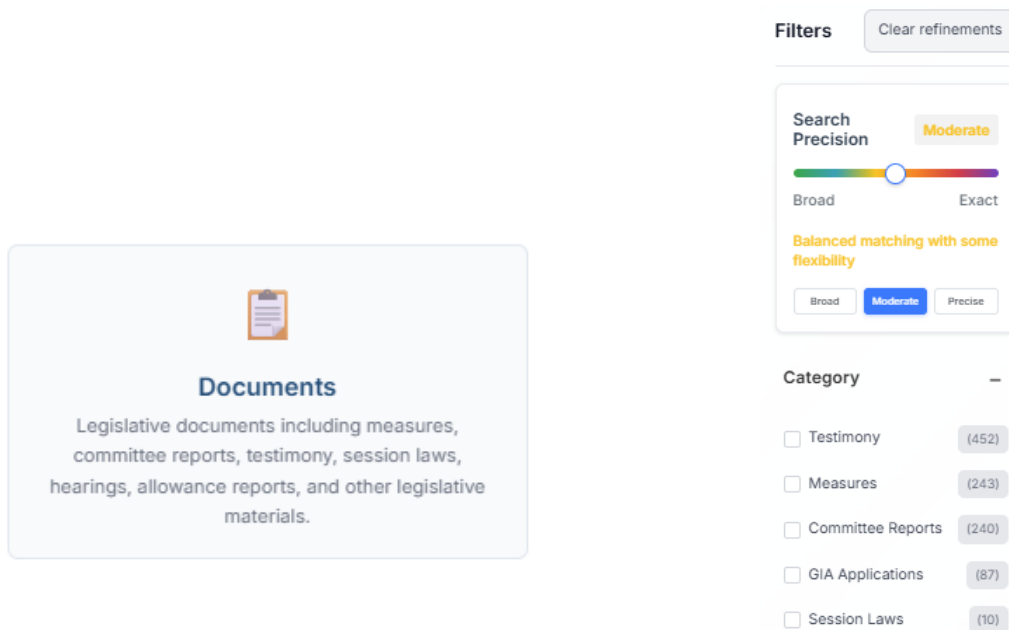 Filters
Clear refinements
Search
Precision
Moderate
Broad
Exact
Balanced matching with some
flexibility
Broad
Moderate
Precise
Documents
Legislative documents including measures,
committee reports, testimony, session laws,
hearings, allowance reports, and other legislative
materials.
Category
–
Testimony (452)
Measures (243)
Committee Reports (240)
GIA Applications (87)
Session Laws (10)